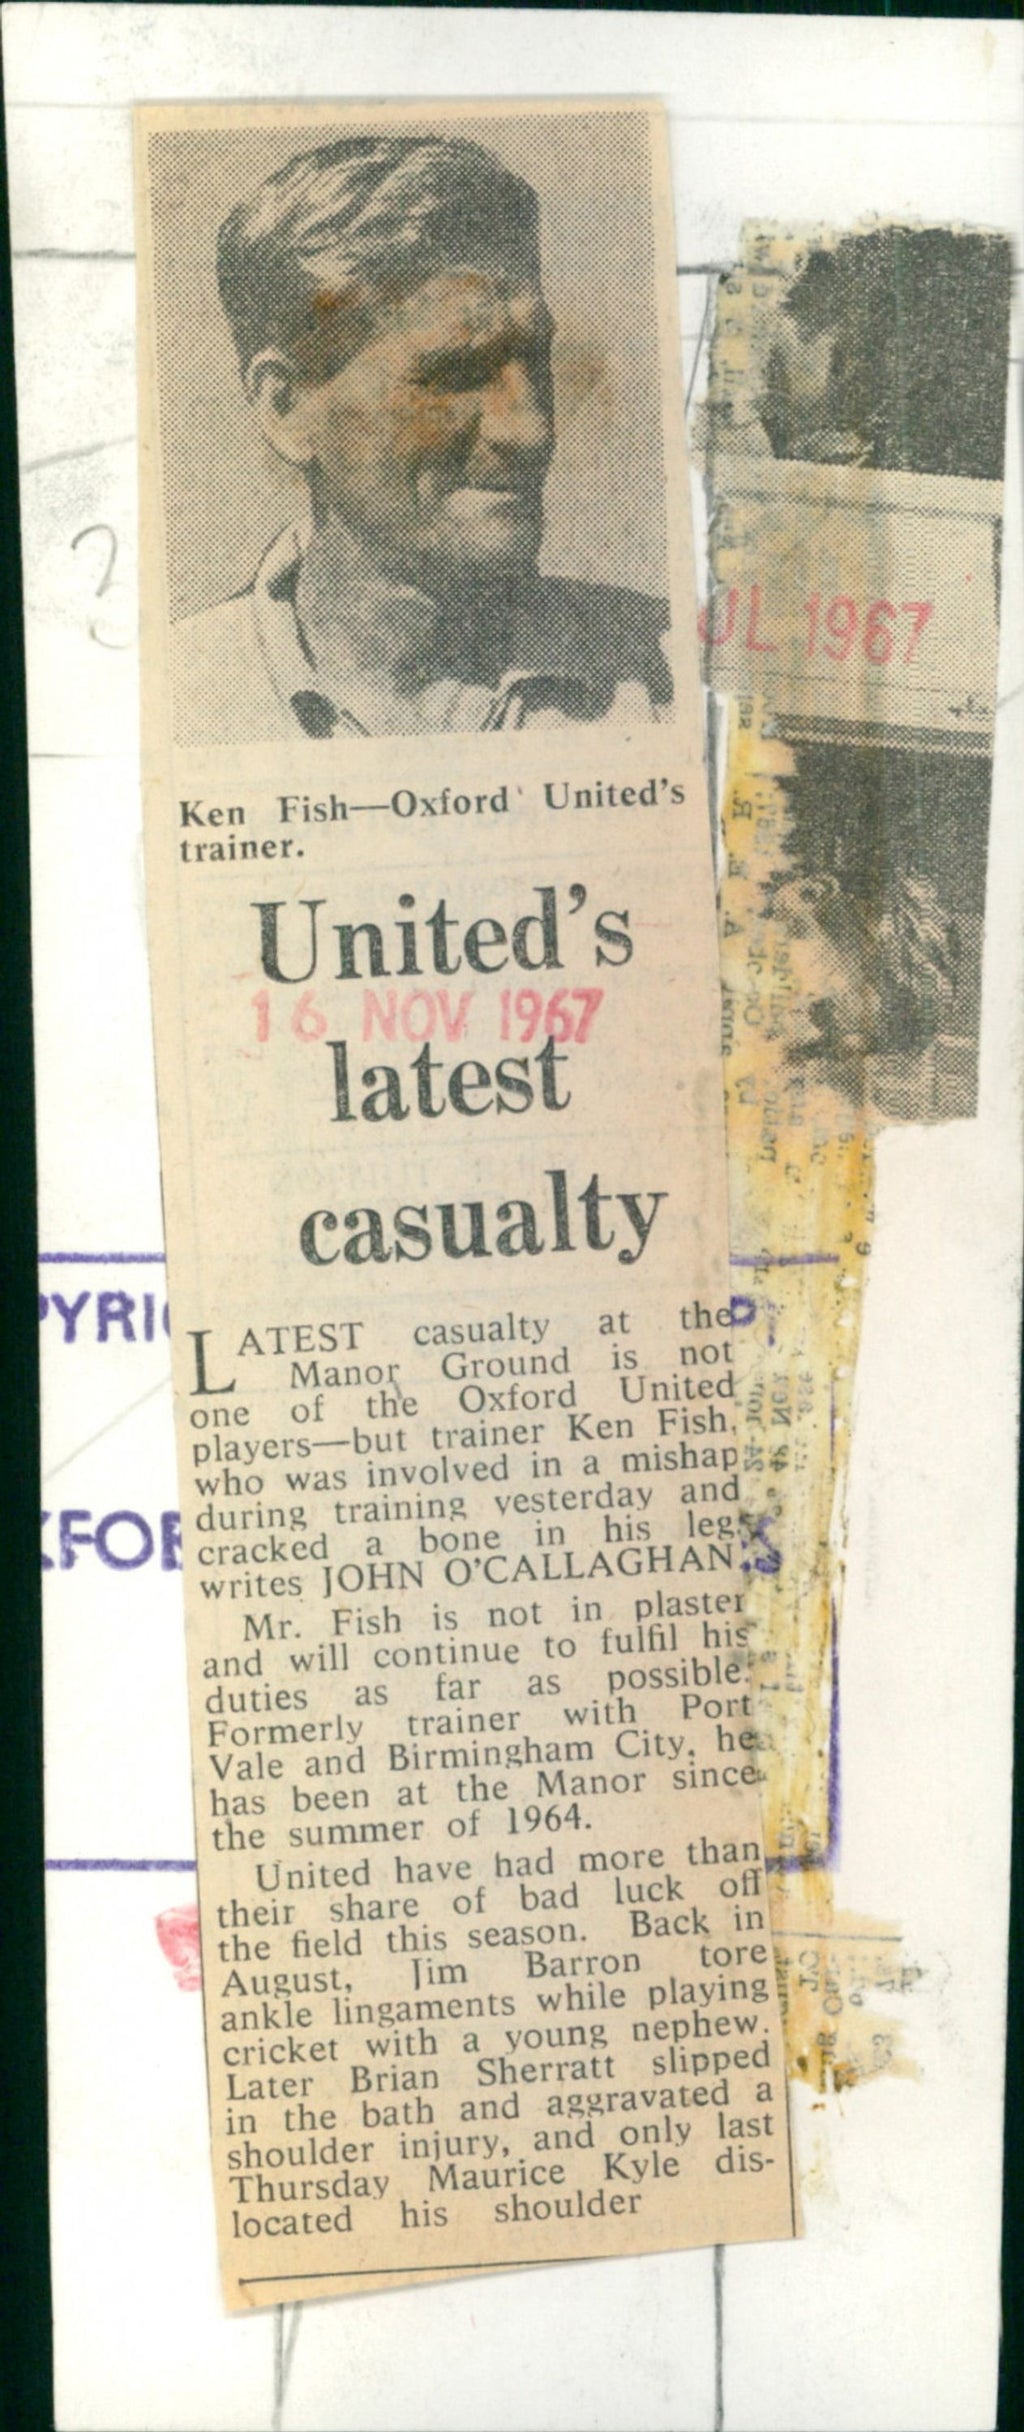 Ken Fish—Oxford United's
trainer.
United's
16 NOV 1967
latest
casualty
LATEST casualty at the
Manor Ground is not
one of the Oxford United
players—but trainer Ken Fish,
who was involved in a mishap
during training yesterday and
cracked a bone in his leg,
writes JOHN O'CALLAGHAN.
Mr. Fish is not in plaster
and will continue to fulfil his
duties as far as possible.
Formerly trainer with Port
Vale and Birmingham City, he
has been at the Manor since
the summer of 1964.
United have had more than
their share of bad luck off
the field this season. Back in
August, Jim Barron tore
ankle lingaments while playing
cricket with a young nephew.
Later Brian Sherratt slipped
in the bath and aggravated a
shoulder injury, and only last
Thursday Maurice Kyle dis-
located his shoulder
UL 1967
PYRI
XFOR